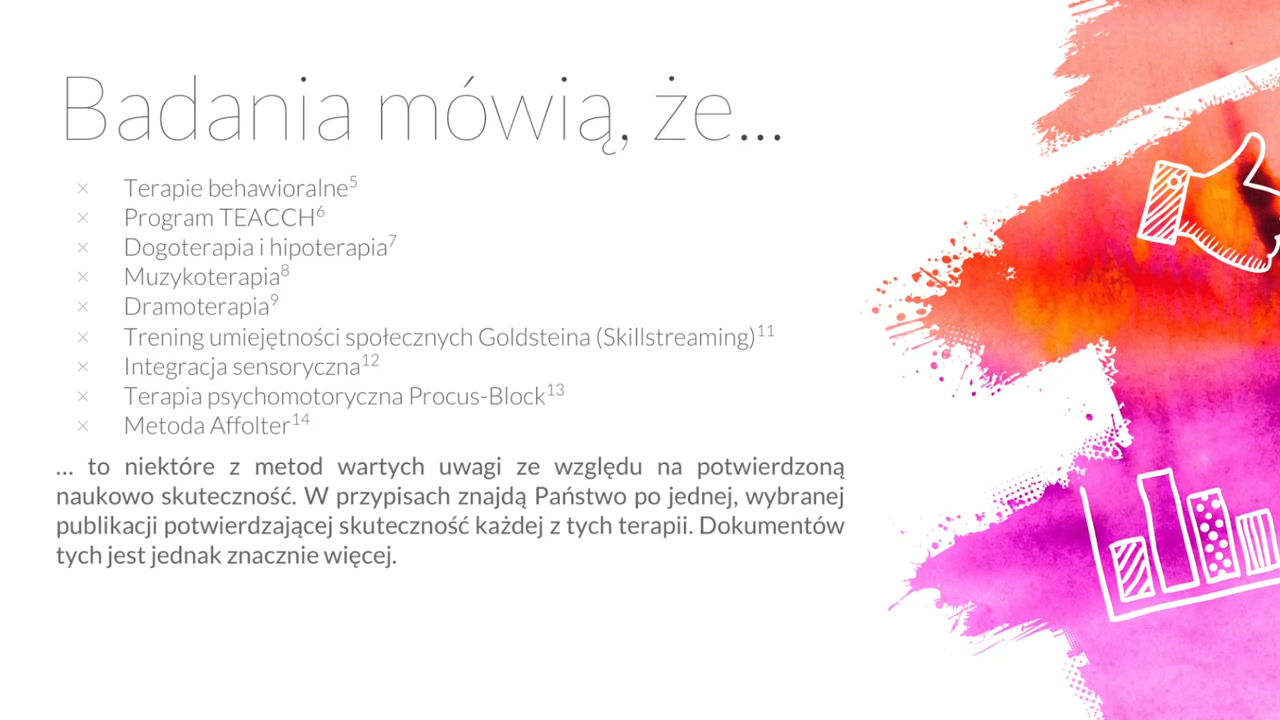 Badania mówią, że...
× Terapie behawioralne⁵
× Program TEACCH⁶
× Dogoterapia i hipoterapia⁷
× Muzykoterapia⁸
× Dramoterapia⁹
× Trening umiejętności społecznych Goldsteina (Skillstreaming)¹¹
× Integracja sensoryczna¹²
× Terapia psychomotoryczna Procus-Block¹³
× Metoda Affolter¹⁴
... to niektóre z metod wartych uwagi ze względu na potwierdzoną
naukowo skuteczność. W przypisach znajdą Państwo po jednej, wybranej
publikacji potwierdzającej skuteczność każdej z tych terapii. Dokumentów
tych jest jednak znacznie więcej.